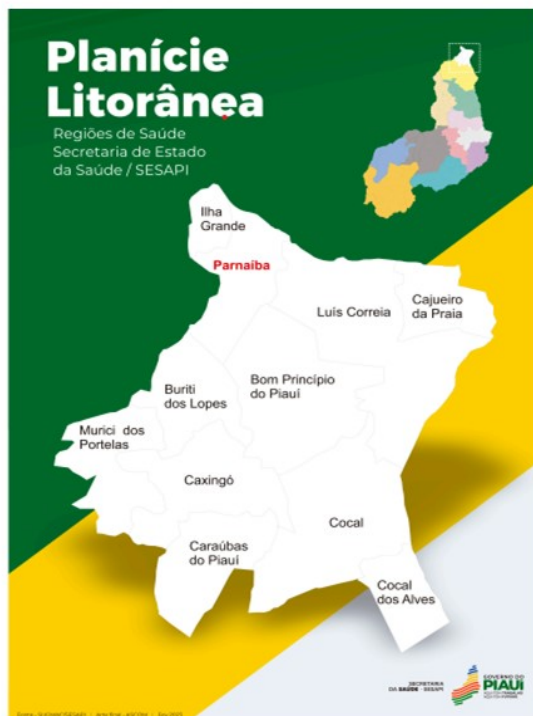 Planície
Litorânea
Regiões de Saúde
Secretaria de Estado
da Saúde / SESAPI
Ilha
Grande
Parnaíba
Luís Correia
Cajueiro
da Praia
Buriti
dos Lopes
Bom Princípio
do Piauí
Murici dos
Portelas
Caxingó
Caraúbas
do Piauí
Cocal
Cocal
dos Alves
SECRETARIA
DA SAÚDE - SESAPI
GOVERNO DO
PIAUÍ